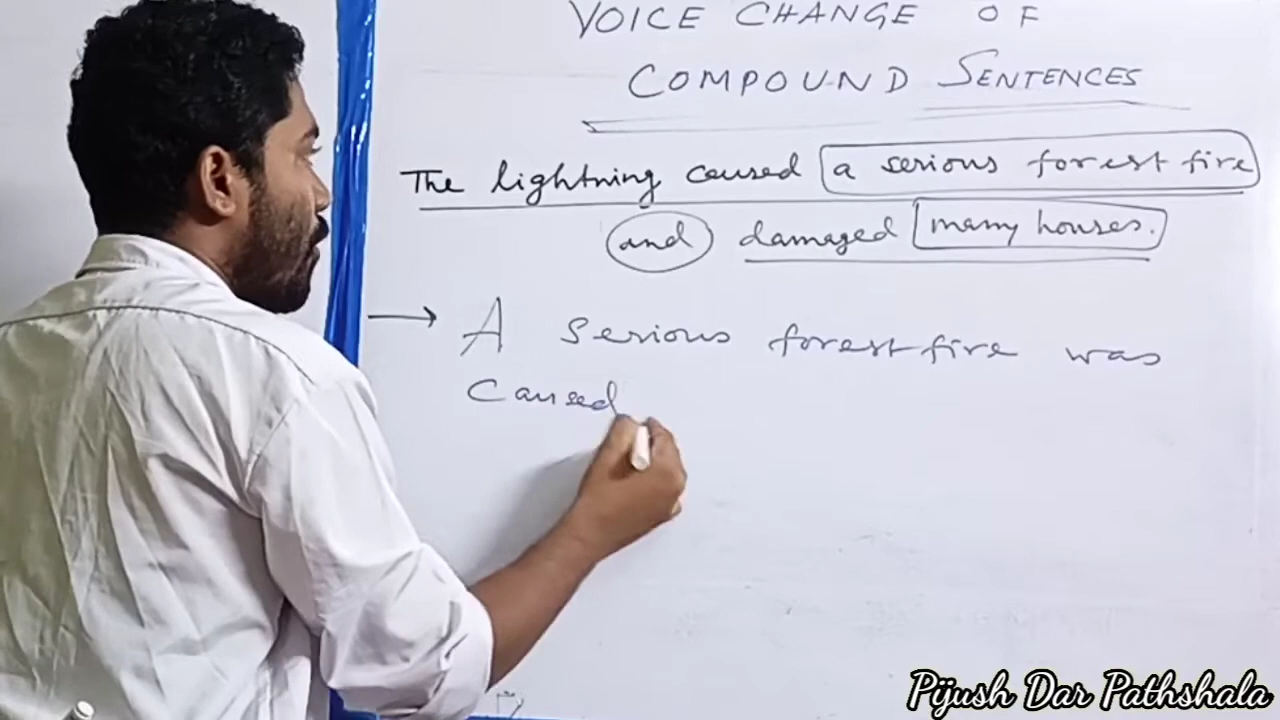 VOICE CHANGE OF
COMPOUND SENTENCES
The lightning caused a serious forest fire
and damaged many houses.
→ A serious forest fire was
caused
Pijush Dar Pathshala